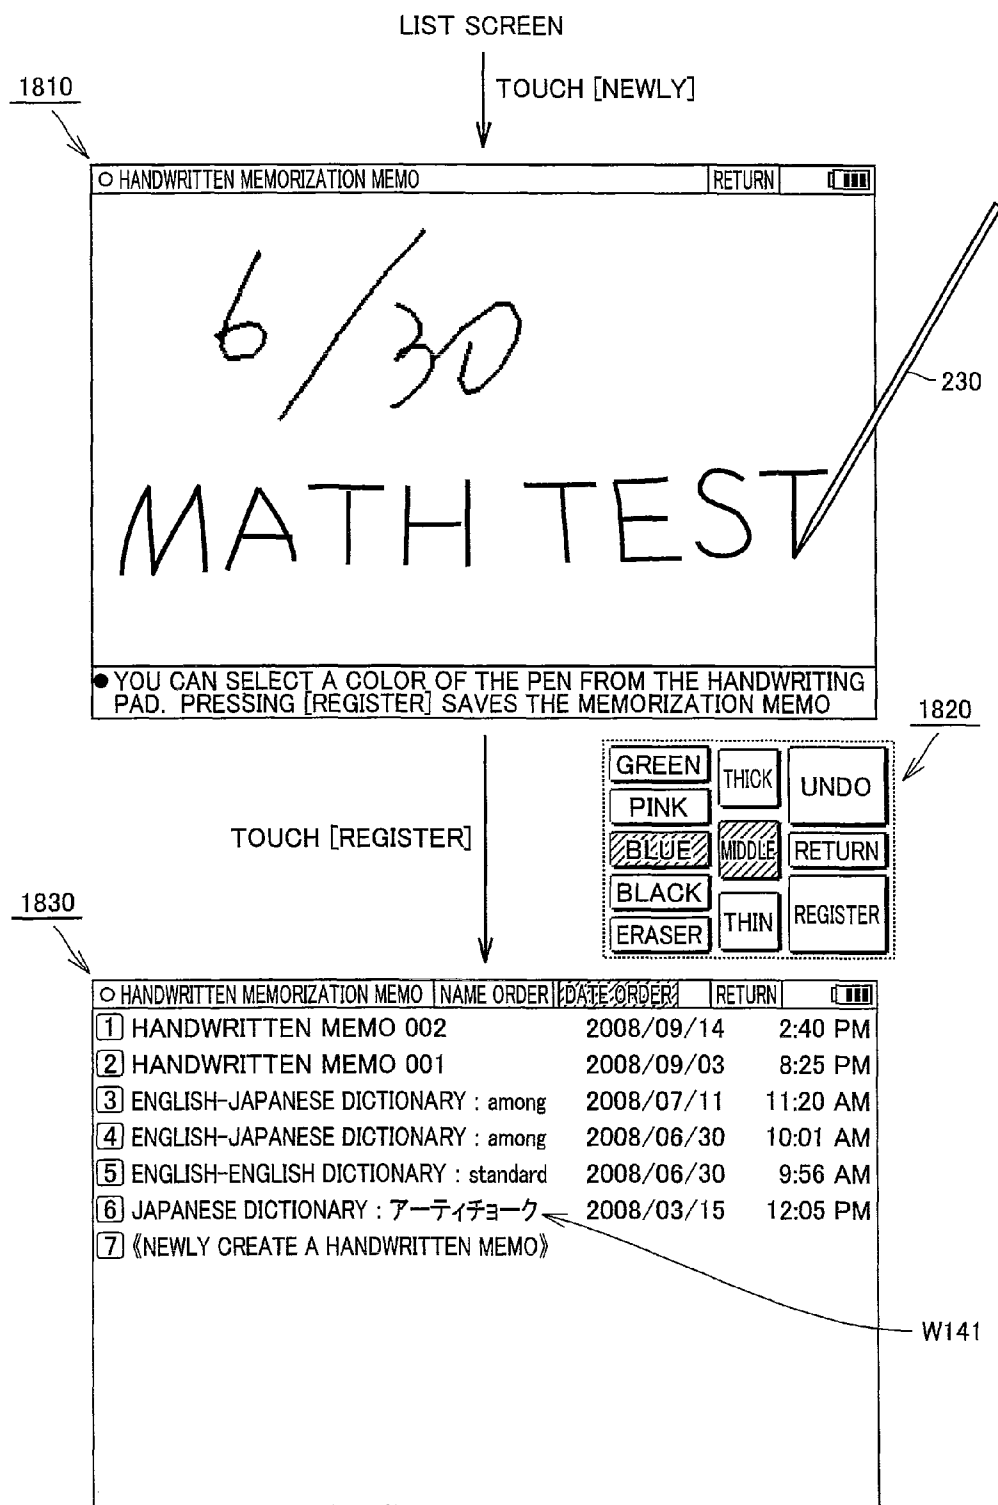 LIST SCREEN
TOUCH [NEWLY]
1810
HANDWRITTEN MEMORIZATION MEMO RETURN
6/30
230
MATH TEST
● YOU CAN SELECT A COLOR OF THE PEN FROM THE HANDWRITING
PAD. PRESSING [REGISTER] SAVES THE MEMORIZATION MEMO
1820
GREEN THICK UNDO
PINK
BLUE MIDDLE RETURN
BLACK
ERASER THIN REGISTER
TOUCH [REGISTER]
1830
HANDWRITTEN MEMORIZATION MEMO NAME ORDER DATE ORDER RETURN
1 HANDWRITTEN MEMO 002 2008/09/14 2:40 PM
2 HANDWRITTEN MEMO 001 2008/09/03 8:25 PM
3 ENGLISH-JAPANESE DICTIONARY : among 2008/07/11 11:20 AM
4 ENGLISH-JAPANESE DICTIONARY : among 2008/06/30 10:01 AM
5 ENGLISH-ENGLISH DICTIONARY : standard 2008/06/30 9:56 AM
6 JAPANESE DICTIONARY : アーティチョーク 2008/03/15 12:05 PM
7 《NEWLY CREATE A HANDWRITTEN MEMO》
W141